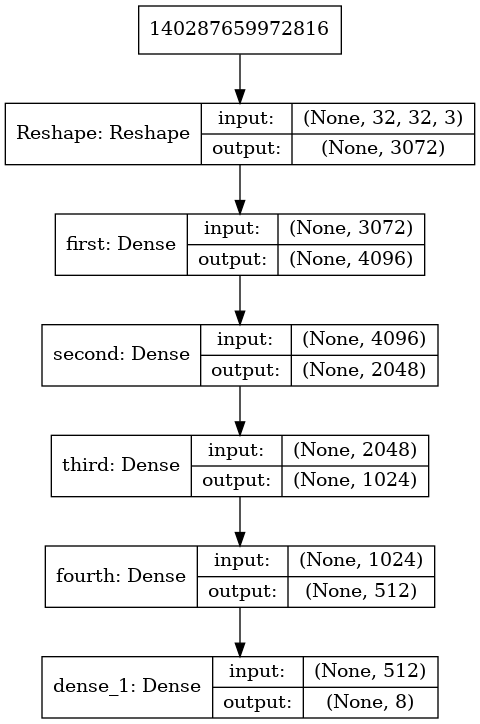 140287659972816
Reshape: Reshape
input:
(None, 32, 32, 3)
output:
(None, 3072)
first: Dense
input:
(None, 3072)
output:
(None, 4096)
second: Dense
input:
(None, 4096)
output:
(None, 2048)
third: Dense
input:
(None, 2048)
output:
(None, 1024)
fourth: Dense
input:
(None, 1024)
output:
(None, 512)
dense_1: Dense
input:
(None, 512)
output:
(None, 8)